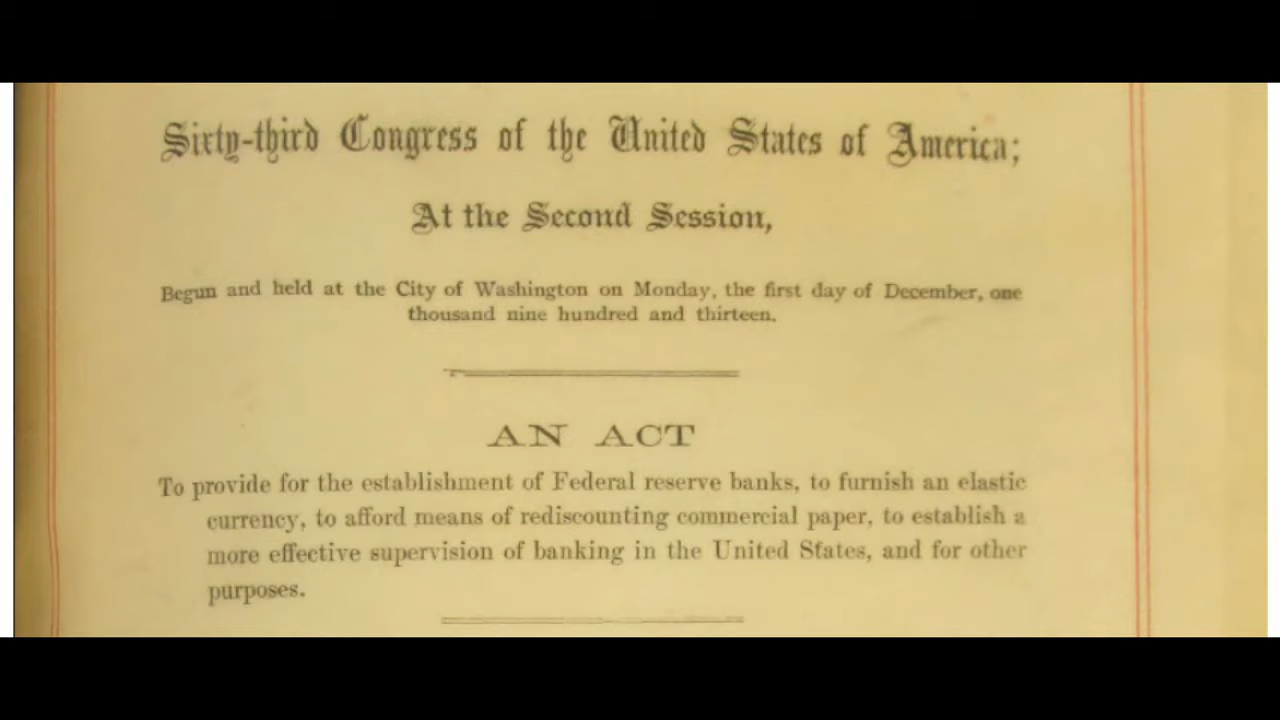 Sixty-third Congress of the United States of America;
At the Second Session,
Begun and held at the City of Washington on Monday, the first day of December, one
thousand nine hundred and thirteen.
AN ACT
To provide for the establishment of Federal reserve banks, to furnish an elastic
currency, to afford means of rediscounting commercial paper, to establish a
more effective supervision of banking in the United States, and for other
purposes.